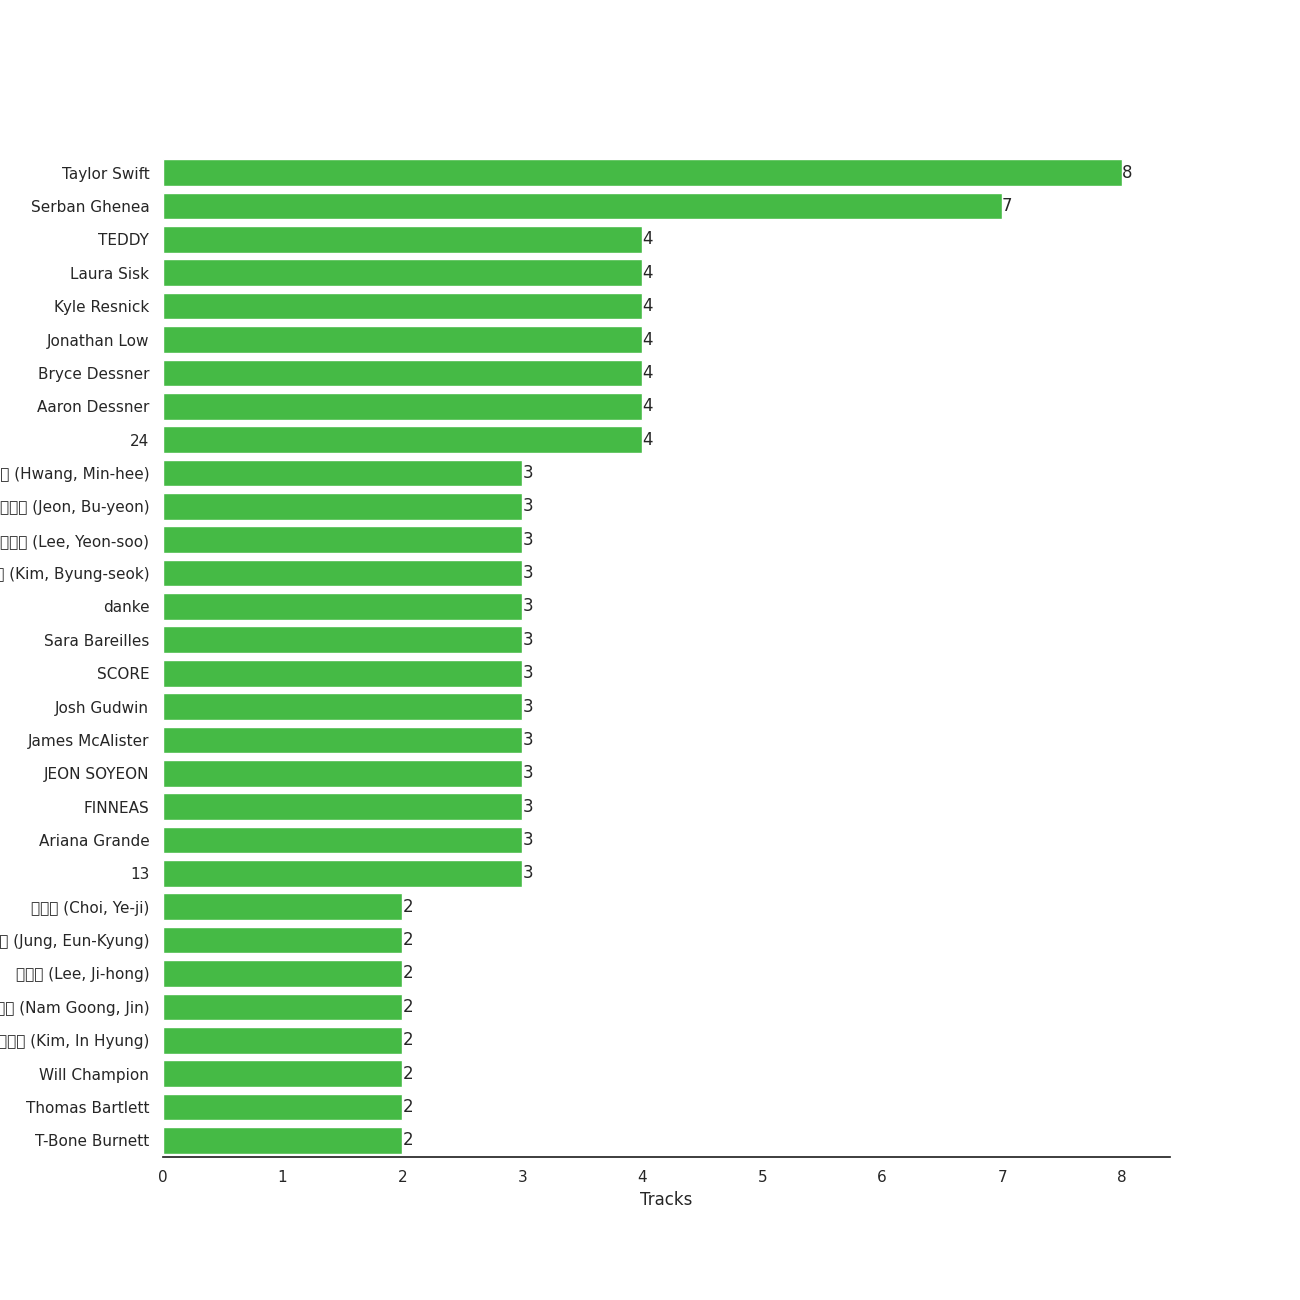 Taylor Swift 8
Serban Ghenea 7
TEDDY 4
Laura Sisk 4
Kyle Resnick 4
Jonathan Low 4
Bryce Dessner 4
Aaron Dessner 4
24 4
(Hwang, Min-hee) 3
(Jeon, Bu-yeon) 3
(Lee, Yeon-soo) 3
(Kim, Byung-seok) 3
danke 3
Sara Bareilles 3
SCORE 3
Josh Gudwin 3
James McAlister 3
JEON SOYEON 3
FINNEAS 3
Ariana Grande 3
13 3
(Choi, Ye-ji) 2
(Jung, Eun-Kyung) 2
(Lee, Ji-hong) 2
(Nam Goong, Jin) 2
(Kim, In Hyung) 2
Will Champion 2
Thomas Bartlett 2
T-Bone Burnett 2
0 1 2 3 4 5 6 7 8
Tracks